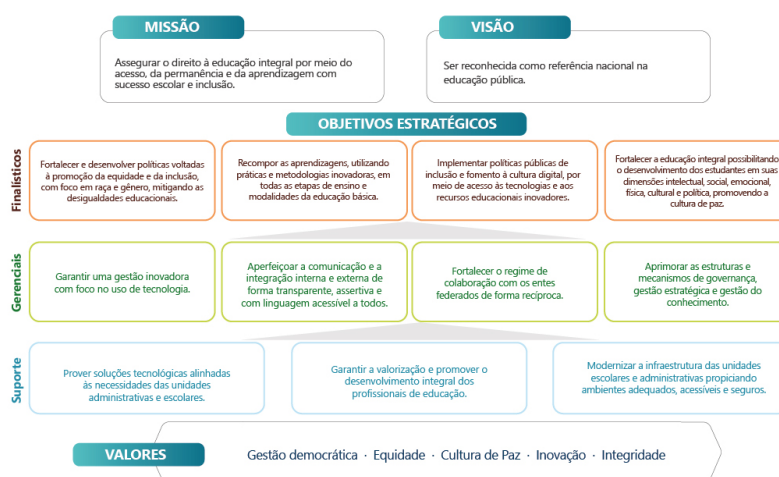 MISSÃO
Assegurar o direito à educação integral por meio do
acesso, da permanência e da aprendizagem com
sucesso escolar e inclusão.
VISÃO
Ser reconhecida como referência nacional na
educação pública.
OBJETIVOS ESTRATÉGICOS
Finalísticos
Fortalecer e desenvolver políticas voltadas
à promoção da equidade e da inclusão,
com foco em raça e gênero, mitigando as
desigualdades educacionais.
Recompor as aprendizagens, utilizando
práticas e metodologias inovadoras, em
todas as etapas de ensino e
modalidades da educação básica.
Implementar políticas públicas de
inclusão e fomento à cultura digital, por
meio de acesso às tecnologias e aos
recursos educacionais inovadores.
Fortalecer a educação integral possibilitando
o desenvolvimento dos estudantes em suas
dimensões intelectual, social, emocional,
física, cultural e política, promovendo a
cultura de paz.
Gerenciais
Garantir uma gestão inovadora
com foco no uso de tecnologia.
Aperfeiçoar a comunicação e a
integração interna e externa de
forma transparente, assertiva e
com linguagem acessível a todos.
Fortalecer o regime de
colaboração com os entes
federados de forma recíproca.
Aprimorar as estruturas e
mecanismos de governança,
gestão estratégica e gestão do
conhecimento.
Suporte
Prover soluções tecnológicas alinhadas
às necessidades das unidades
administrativas e escolares.
Garantir a valorização e promover o
desenvolvimento integral dos
profissionais de educação.
Modernizar a infraestrutura das unidades
escolares e administrativas propiciando
ambientes adequados, acessíveis e seguros.
VALORES
Gestão democrática · Equidade · Cultura de Paz · Inovação · Integridade